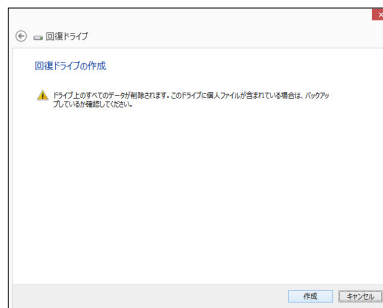 回復ドライブ
回復ドライブの作成
ドライブ上のすべてのデータが削除されます。このドライブに個人ファイルが含まれている場合は、バックアッ
プしているか確認してください。
作成
キャンセル